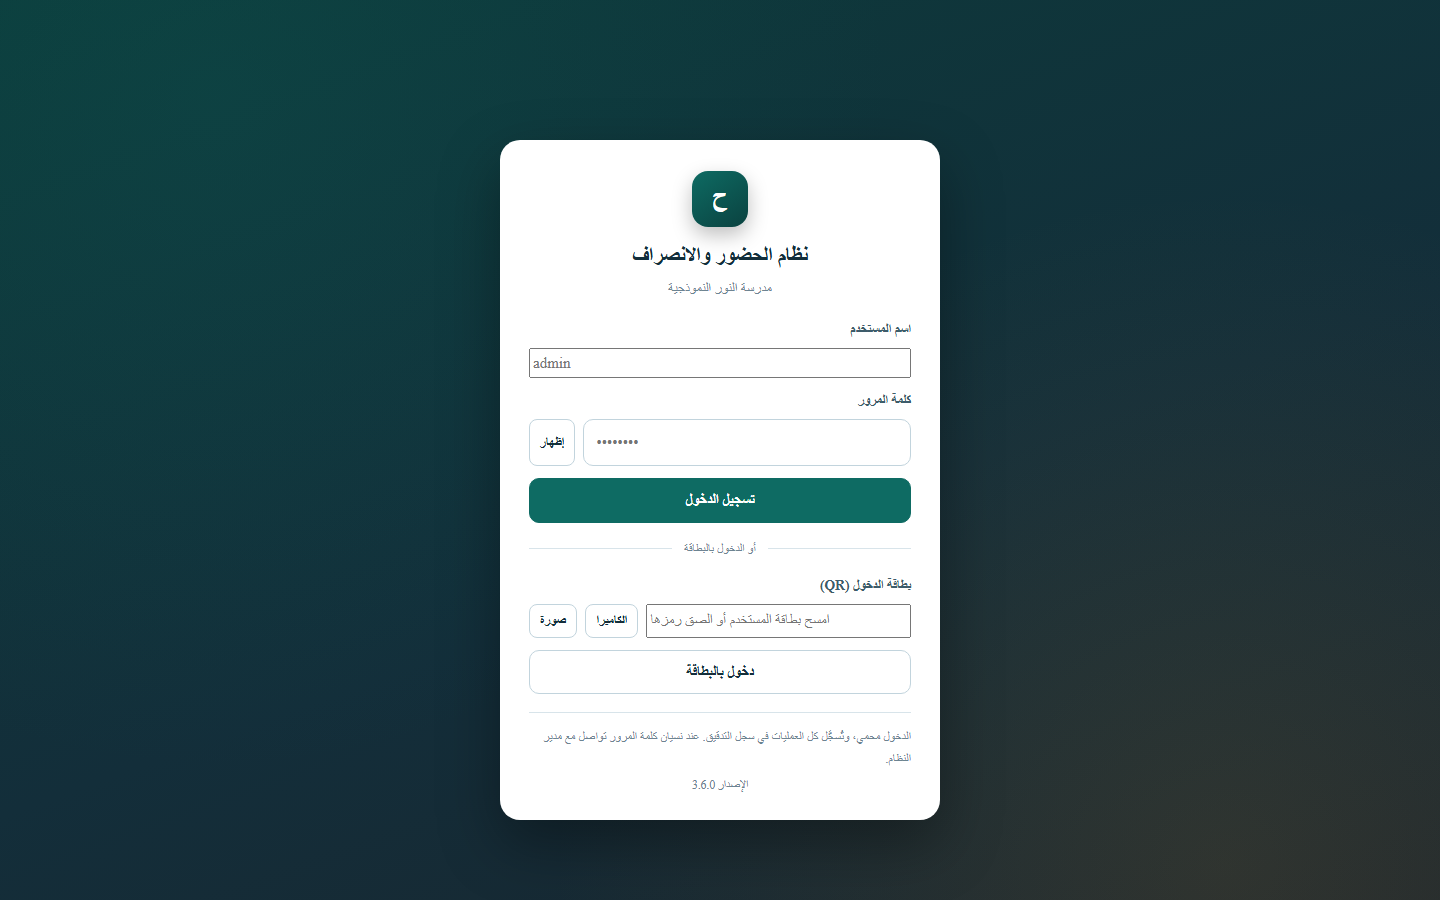 ح
نظام الحضور والانصراف
مدرسة النور النموذجية
اسم المستخدم
admin
كلمة المرور
••••••••
إظهار
تسجيل الدخول
أو الدخول بالبطاقة
بطاقة الدخول (QR)
امسح بطاقة المستخدم أو الصق رمزها
الكاميرا
صورة
دخول بالبطاقة
الدخول محمي، وتُسجَّل كل العمليات في سجل التدقيق. عند نسيان كلمة المرور تواصل مع مدير
النظام.
الإصدار 3.6.0